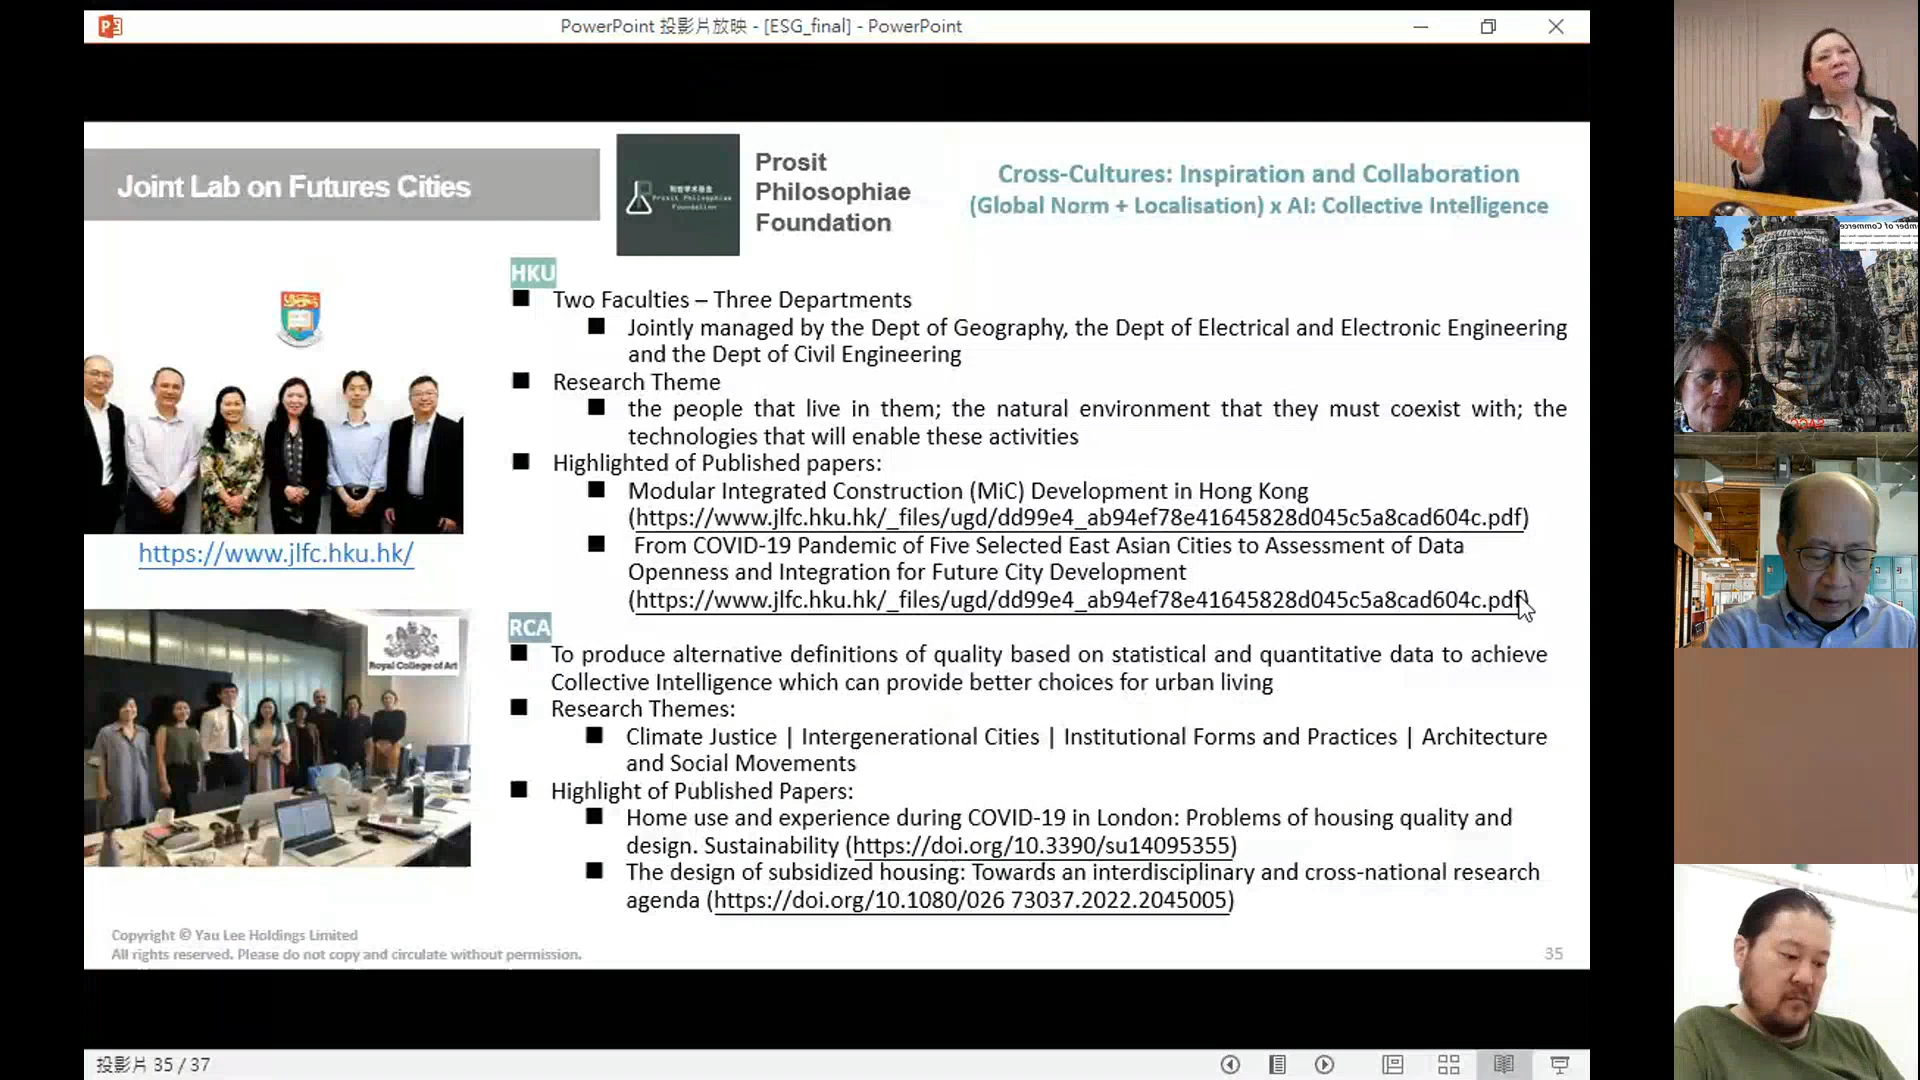 PowerPoint 投影片放映 - [ESG_final] - PowerPoint
Joint Lab on Futures Cities
Prosit
Philosophiae
Foundation
Cross-Cultures: Inspiration and Collaboration
(Global Norm + Localisation) x AI: Collective Intelligence
HKU
Two Faculties – Three Departments
Jointly managed by the Dept of Geography, the Dept of Electrical and Electronic Engineering
and the Dept of Civil Engineering
Research Theme
the people that live in them; the natural environment that they must coexist with; the
technologies that will enable these activities
Highlighted of Published papers:
Modular Integrated Construction (MiC) Development in Hong Kong
(https://www.jlfc.hku.hk/_files/ugd/dd99e4_ab94ef78e41645828d045c5a8cad604c.pdf)
From COVID-19 Pandemic of Five Selected East Asian Cities to Assessment of Data
Openness and Integration for Future City Development
(https://www.jlfc.hku.hk/_files/ugd/dd99e4_ab94ef78e41645828d045c5a8cad604c.pdf)
https://www.jlfc.hku.hk/
Royal College of Art
RCA
To produce alternative definitions of quality based on statistical and quantitative data to achieve
Collective Intelligence which can provide better choices for urban living
Research Themes:
Climate Justice | Intergenerational Cities | Institutional Forms and Practices | Architecture
and Social Movements
Highlight of Published Papers:
Home use and experience during COVID-19 in London: Problems of housing quality and
design. Sustainability (https://doi.org/10.3390/su14095355)
The design of subsidized housing: Towards an interdisciplinary and cross-national research
agenda (https://doi.org/10.1080/026 73037.2022.2045005)
Copyright © Yau Lee Holdings Limited
All rights reserved. Please do not copy and circulate without permission.
35
投影片 35 / 37